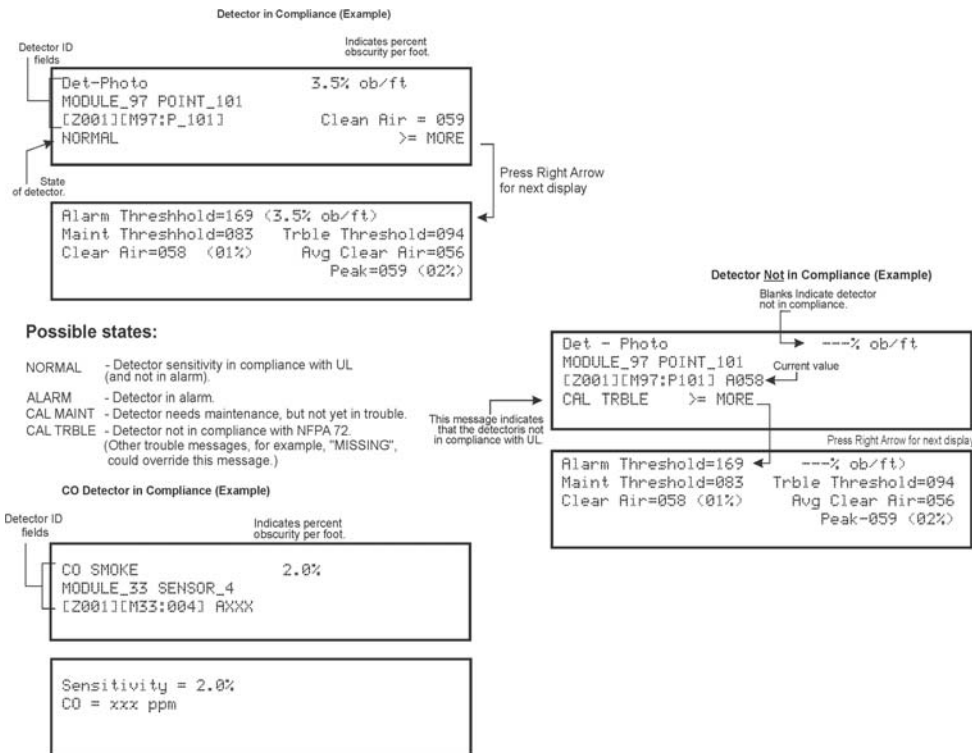 Detector in Compliance (Example)
Detector ID
fields
Indicates percent
obscurity per foot.
Det-Photo 3.5% ob/ft
MODULE_97 POINT_101
[Z001][M97:P_101] Clean Air = 059
NORMAL >= MORE
State
of detector.
Press Right Arrow
for next display
Alarm Threshhold=169 (3.5% ob/ft)
Maint Threshhold=083 Trble Threshold=094
Clear Air=058 (01%) Avg Clear Air=056
Peak=059 (02%)
Possible states:
NORMAL - Detector sensitivity in compliance with UL
(and not in alarm).
ALARM - Detector in alarm.
CAL MAINT - Detector needs maintenance, but not yet in trouble.
CAL TRBLE - Detector not in compliance with NFPA 72.
(Other trouble messages, for example, "MISSING",
could override this message.)
Detector Not in Compliance (Example)
Blanks Indicate detector
not in compliance.
Det - Photo ---% ob/ft
MODULE_97 POINT_101
Current value
[Z001][M97:P101] A058
CAL TRBLE >= MORE
This message indicates
that the detectoris not
in compliance with UL.
Press Right Arrow for next display
Alarm Threshold=169 ---% ob/ft)
Maint Threshold=083 Trble Threshold=094
Clear Air=058 (01%) Avg Clear Air=056
Peak-059 (02%)
CO Detector in Compliance (Example)
Detector ID
fields
Indicates percent
obscurity per foot.
CO SMOKE 2.0%
MODULE_33 SENSOR_4
[Z001][M33:004] AXXX
Sensitivity = 2.0%
CO = xxx ppm